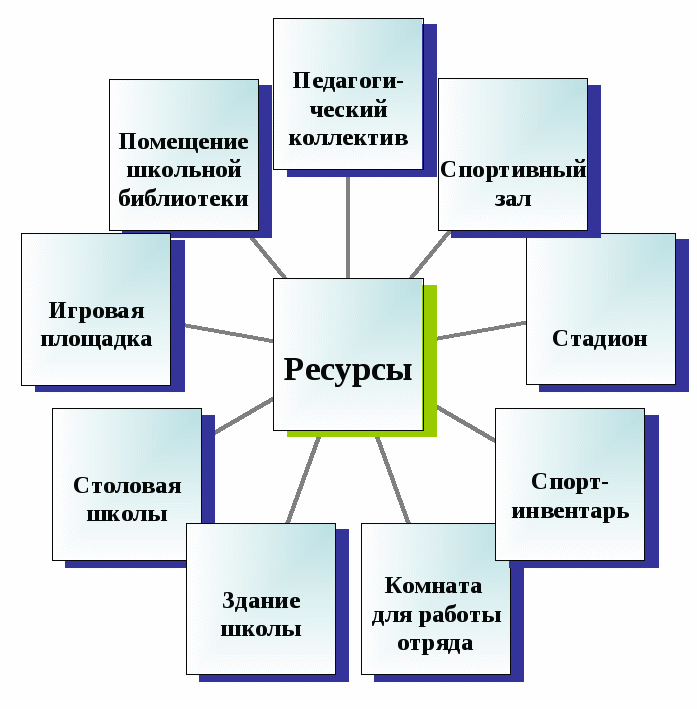 Педагоги-
ческий
коллектив
Помещение
школьной
библиотеки
Спортивный
зал
Игровая
площадка
Стадион
Ресурсы
Столовая
школы
Спорт-
инвентарь
Здание
школы
Комната
для работы
отряда